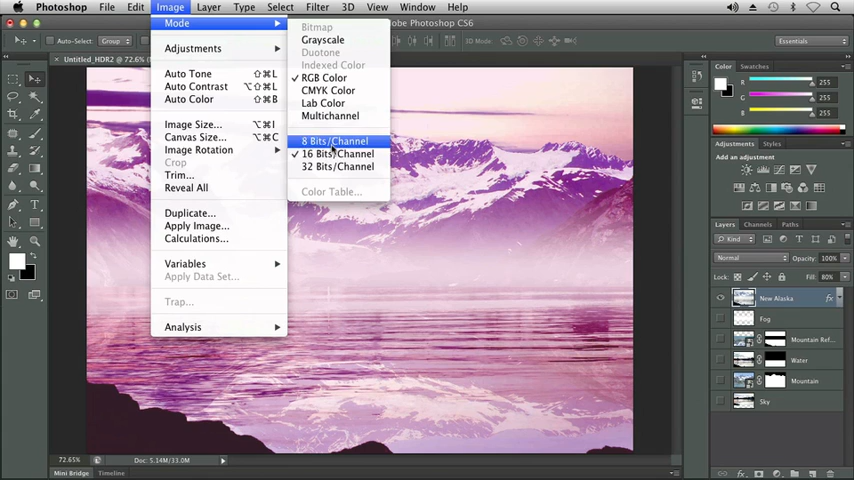 Image
File Edit Layer Type Select Filter 3D View Window Help
Photoshop CS6
Auto-Select: Group
3D Mode:
Essentials
Untitled_HDR2 @ 72.6%
Mode
Adjustments
Auto Tone ⇧⌘L
Auto Contrast ⌥⇧⌘L
Auto Color ⇧⌘B
Image Size... ⌥⌘I
Canvas Size... ⌥⌘C
Image Rotation
Crop
Trim...
Reveal All
Duplicate...
Apply Image...
Calculations...
Variables
Apply Data Set...
Trap...
Analysis
Bitmap
Grayscale
Duotone
Indexed Color
✓ RGB Color
CMYK Color
Lab Color
Multichannel
8 Bits/Channel
✓ 16 Bits/Channel
32 Bits/Channel
Color Table...
Color Swatches
C 255
M 255
Y 255
Adjustments Styles
Add an adjustment
Layers Channels Paths
Kind
Normal Opacity: 100%
Lock: Fill: 80%
New Alaska fx
Fog
Mountain Ref...
Water
Mountain
Sky
72.65% Doc: 5.14M/33.0M
Mini Bridge Timeline